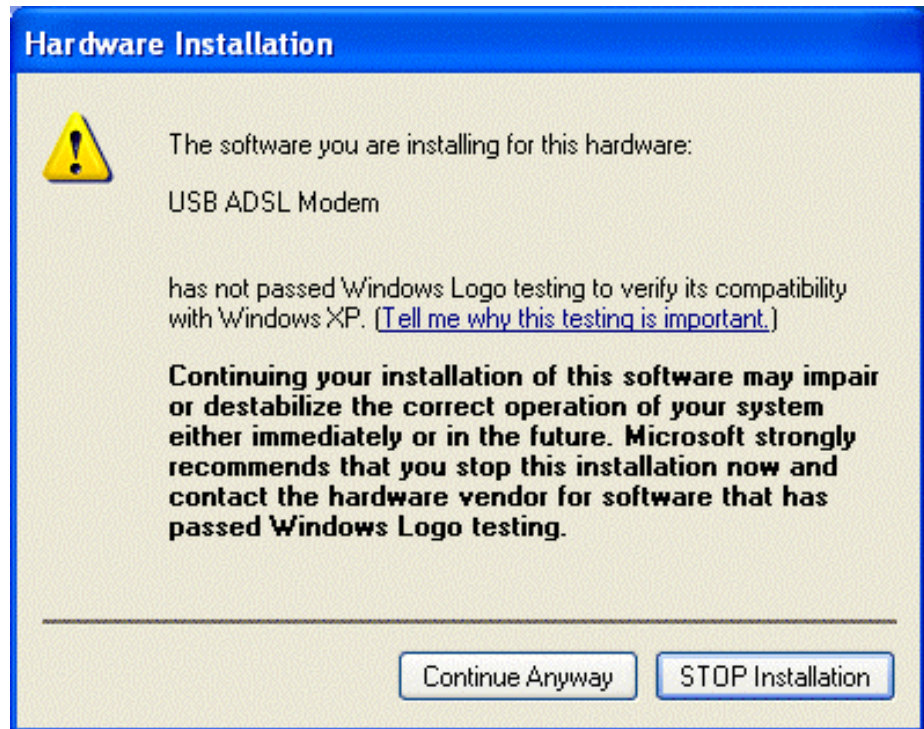 Hardware Installation
The software you are installing for this hardware:
USB ADSL Modem
has not passed Windows Logo testing to verify its compatibility
with Windows XP. (Tell me why this testing is important.)
Continuing your installation of this software may impair
or destabilize the correct operation of your system
either immediately or in the future. Microsoft strongly
recommends that you stop this installation now and
contact the hardware vendor for software that has
passed Windows Logo testing.
Continue Anyway
STOP Installation